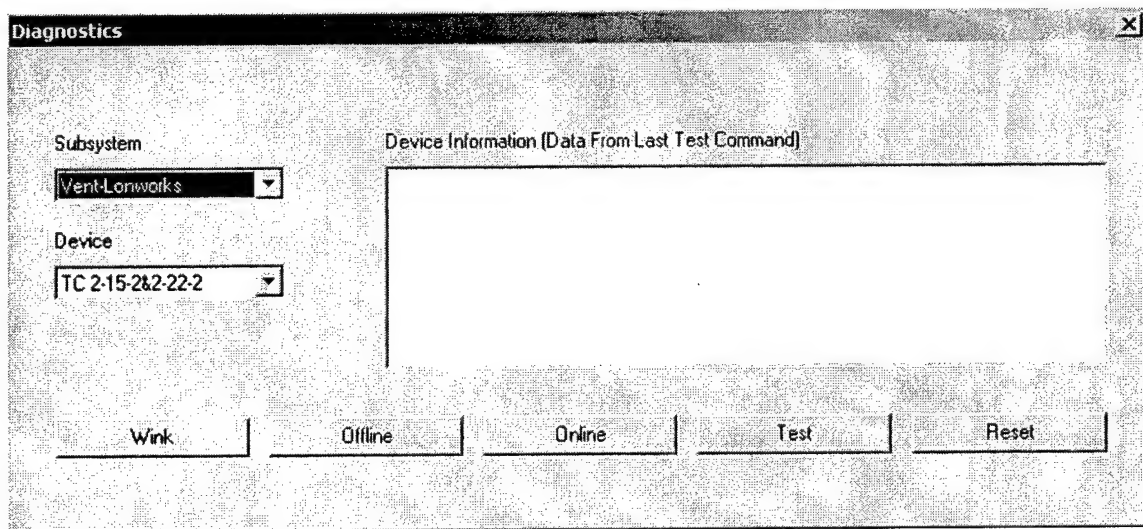 Diagnostics
Subsystem
Device Information (Data From Last Test Command)
Vent-Lonworks
Device
TC 2-15-2&2-22-2
Wink Offline Online Test Reset